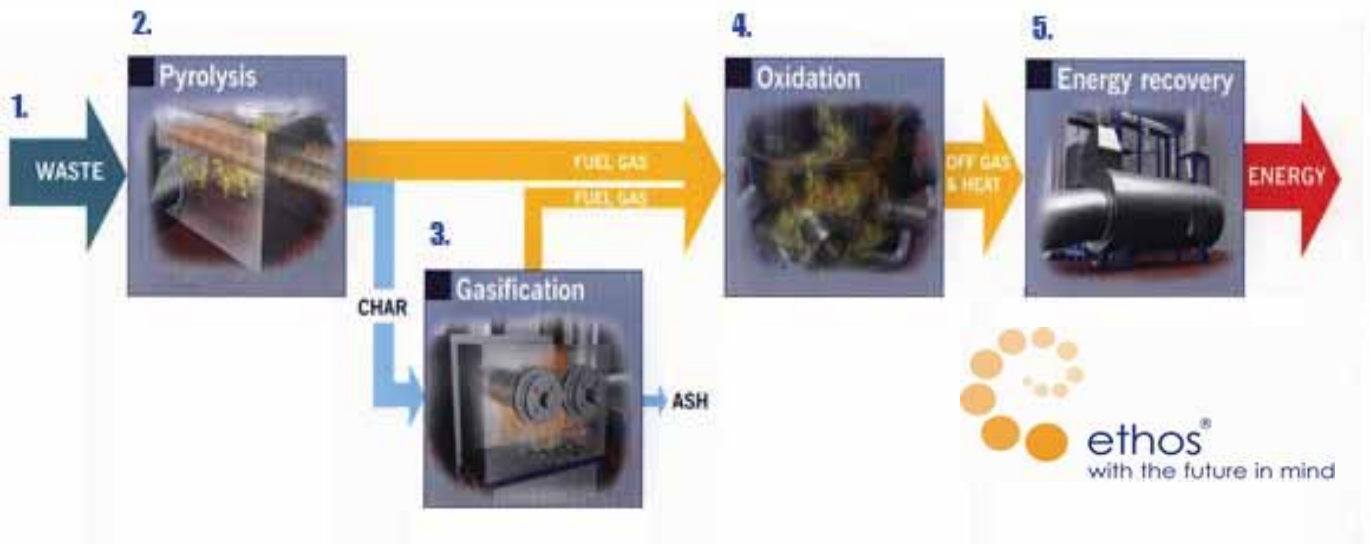 1.
WASTE
2.
Pyrolysis
FUEL GAS
FUEL GAS
CHAR
3.
Gasification
ASH
4.
Oxidation
OFF GAS
& HEAT
5.
Energy recovery
ENERGY
ethos®
with the future in mind